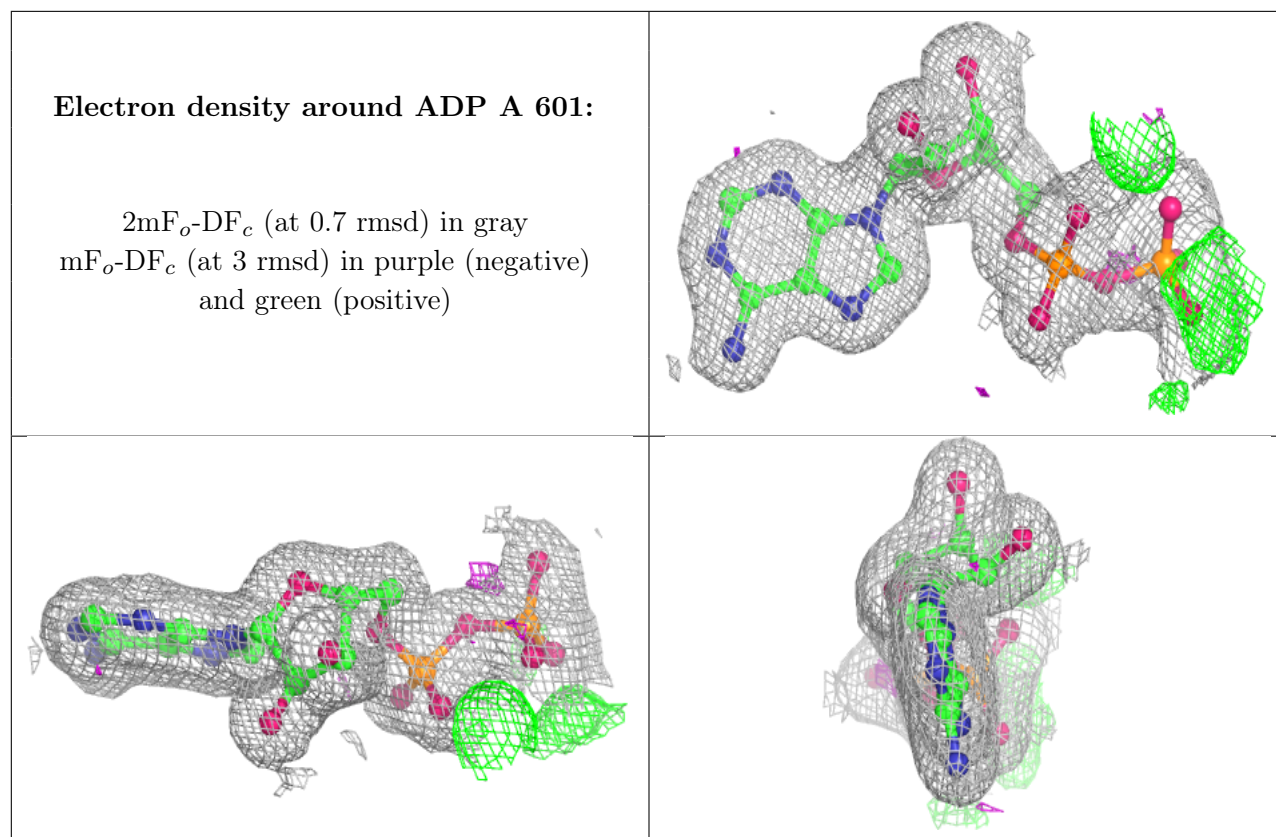 Electron density around ADP A 601:
2mFₒ-DF𝑐 (at 0.7 rmsd) in gray
mFₒ-DF𝑐 (at 3 rmsd) in purple (negative)
and green (positive)